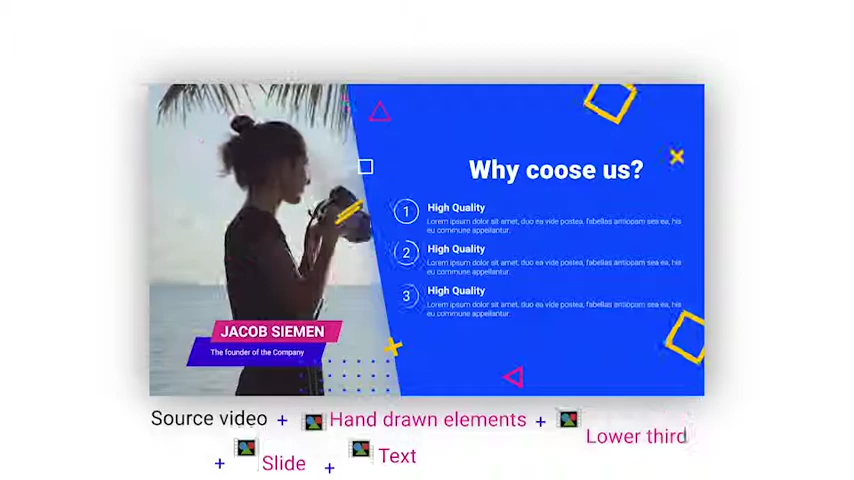 Why coose us?
1 High Quality
Lorem ipsum dolor sit amet, duo ea vide postea, fabellas antiopam sea ea, his
eu commune appellantur.
2 High Quality
Lorem ipsum dolor sit amet, duo ea vide postea, fabellas antiopam sea ea, his
eu commune appellantur.
3 High Quality
Lorem ipsum dolor sit amet, duo ea vide postea, fabellas antiopam sea ea, his
eu commune appellantur.
JACOB SIEMEN
The founder of the Company
Source video + Hand drawn elements + Lower third
+ Slide + Text